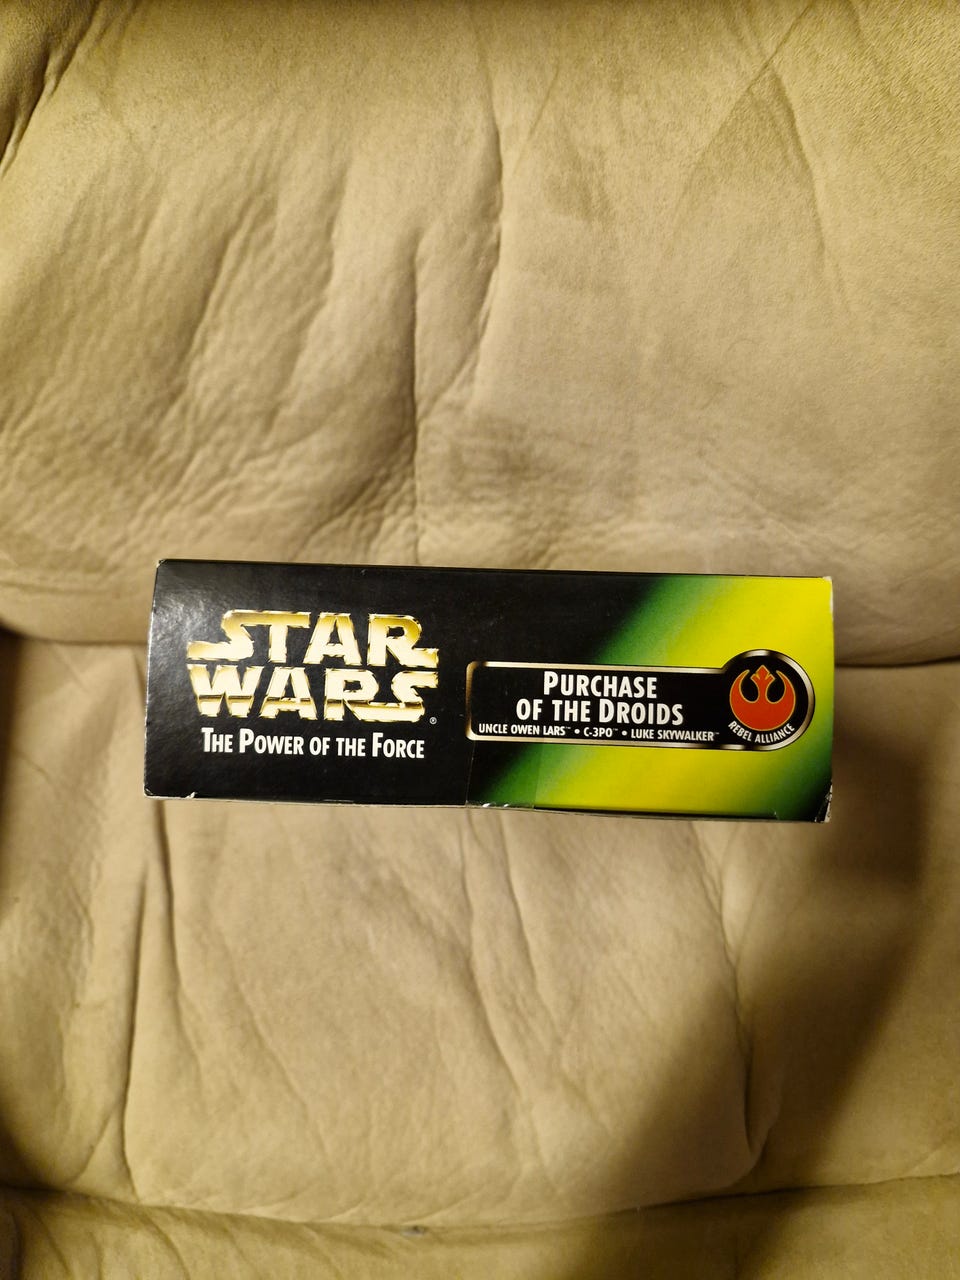 STAR
WARS®
THE POWER OF THE FORCE
PURCHASE
OF THE DROIDS
UNCLE OWEN LARS™ • C-3PO™ • LUKE SKYWALKER™
REBEL ALLIANCE